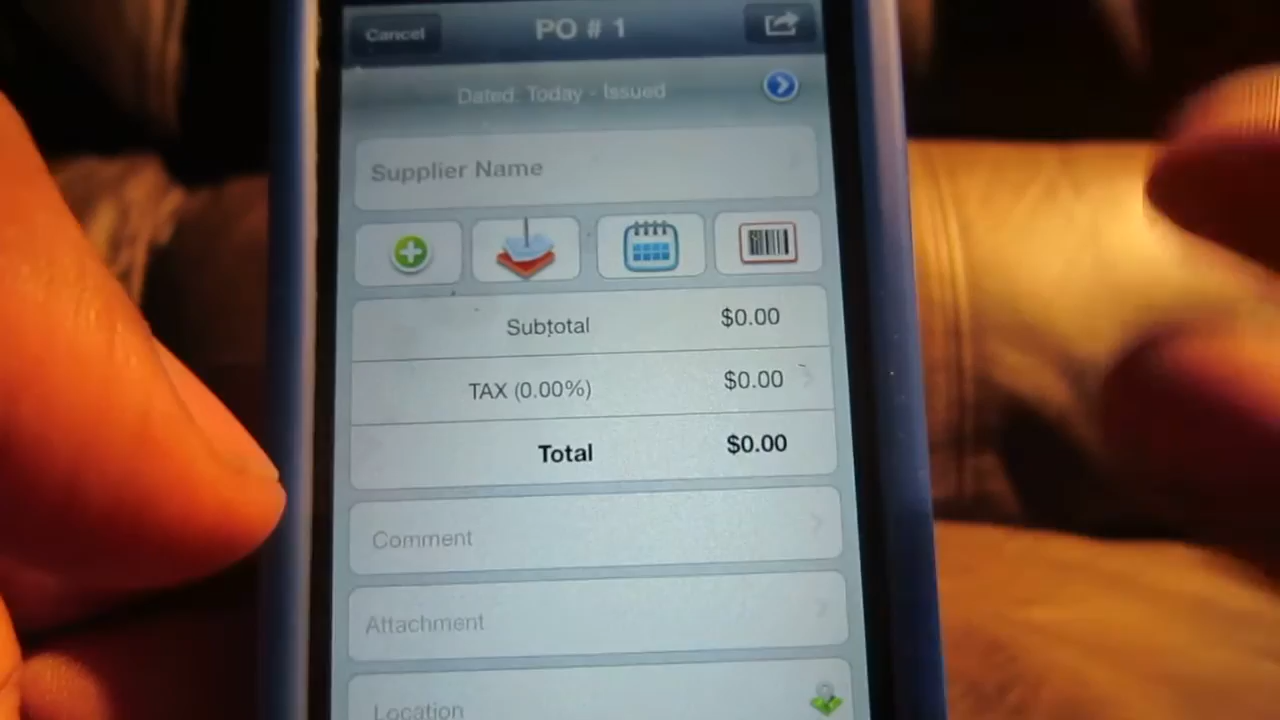 Cancel
PO # 1
Dated: Today - Issued
Supplier Name
Subtotal $0.00
TAX (0.00%) $0.00
Total $0.00
Comment
Attachment
Location